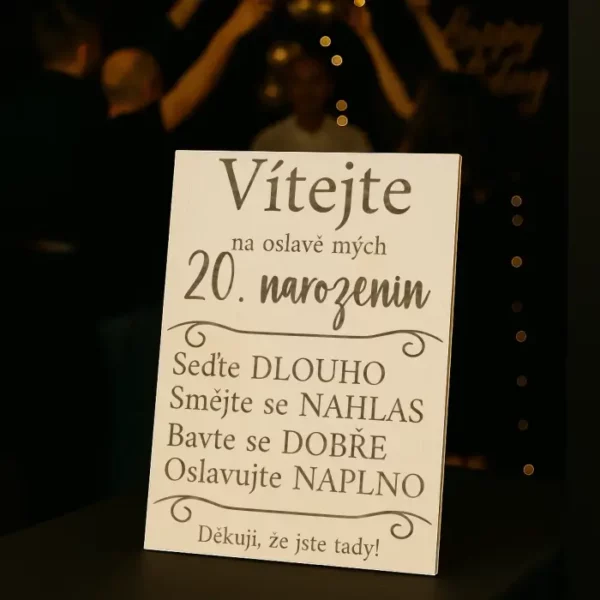 happy
Vítejte
na oslavě mých
20. narozenin
Seďte DLOUHO
Smějte se NAHLAS
Bavte se DOBŘE
Oslavujte NAPLNO
Děkuji, že jste tady!